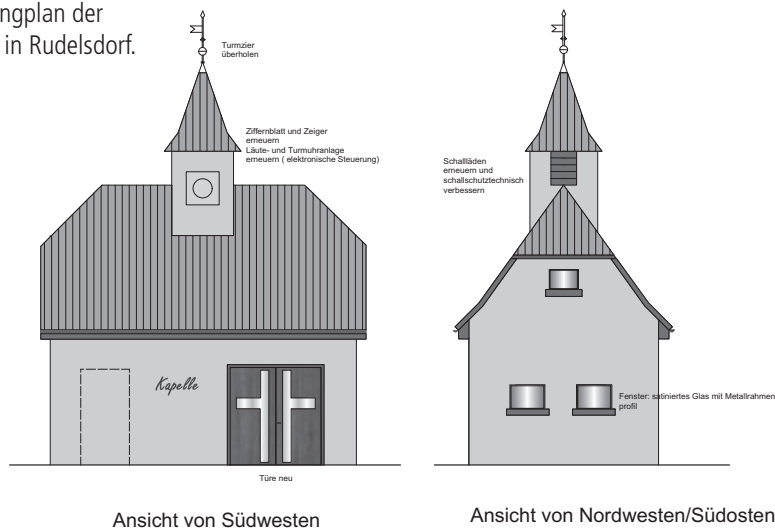 ngplan der
in Rudelsdorf.
Turmzier
überholen
Ziffernblatt und Zeiger
erneuern
Läute- und Turmuhranlage
erneuern ( elektronische Steuerung)
Kapelle
Türe neu
Ansicht von Südwesten
Schallläden
erneuern und
schallschutztechnisch
verbessern
Fenster: satiniertes Glas mit Metallrahmen
profil
Ansicht von Nordwesten/Südosten